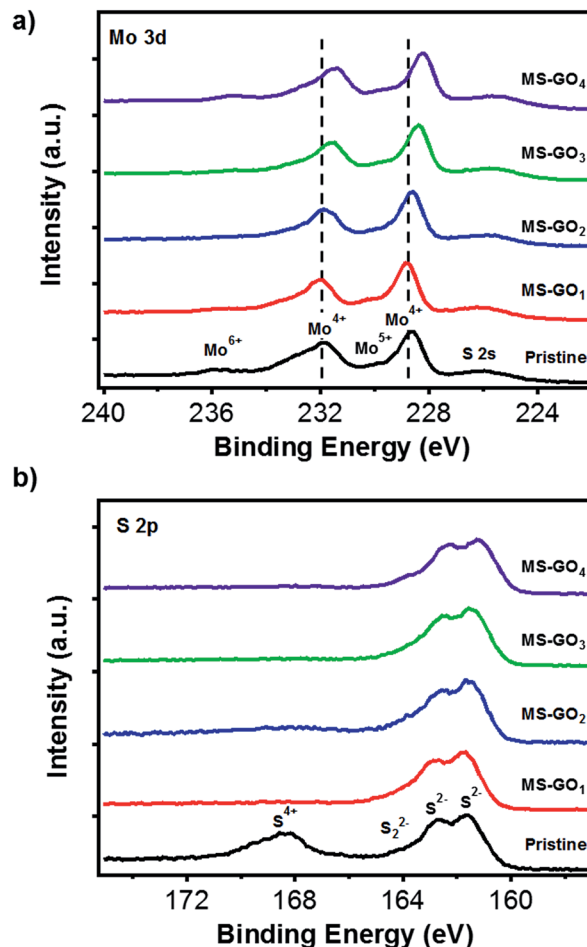 a)
Mo 3d
MS-GO₄
MS-GO₃
MS-GO₂
MS-GO₁
Mo⁶⁺
Mo⁴⁺
Mo⁵⁺
Mo⁴⁺
S 2s
Pristine
Intensity (a.u.)
240 236 232 228 224
Binding Energy (eV)
b)
S 2p
MS-GO₄
MS-GO₃
MS-GO₂
MS-GO₁
S⁴⁺
S₂²⁻
S²⁻
S²⁻
Pristine
Intensity (a.u.)
172 168 164 160
Binding Energy (eV)